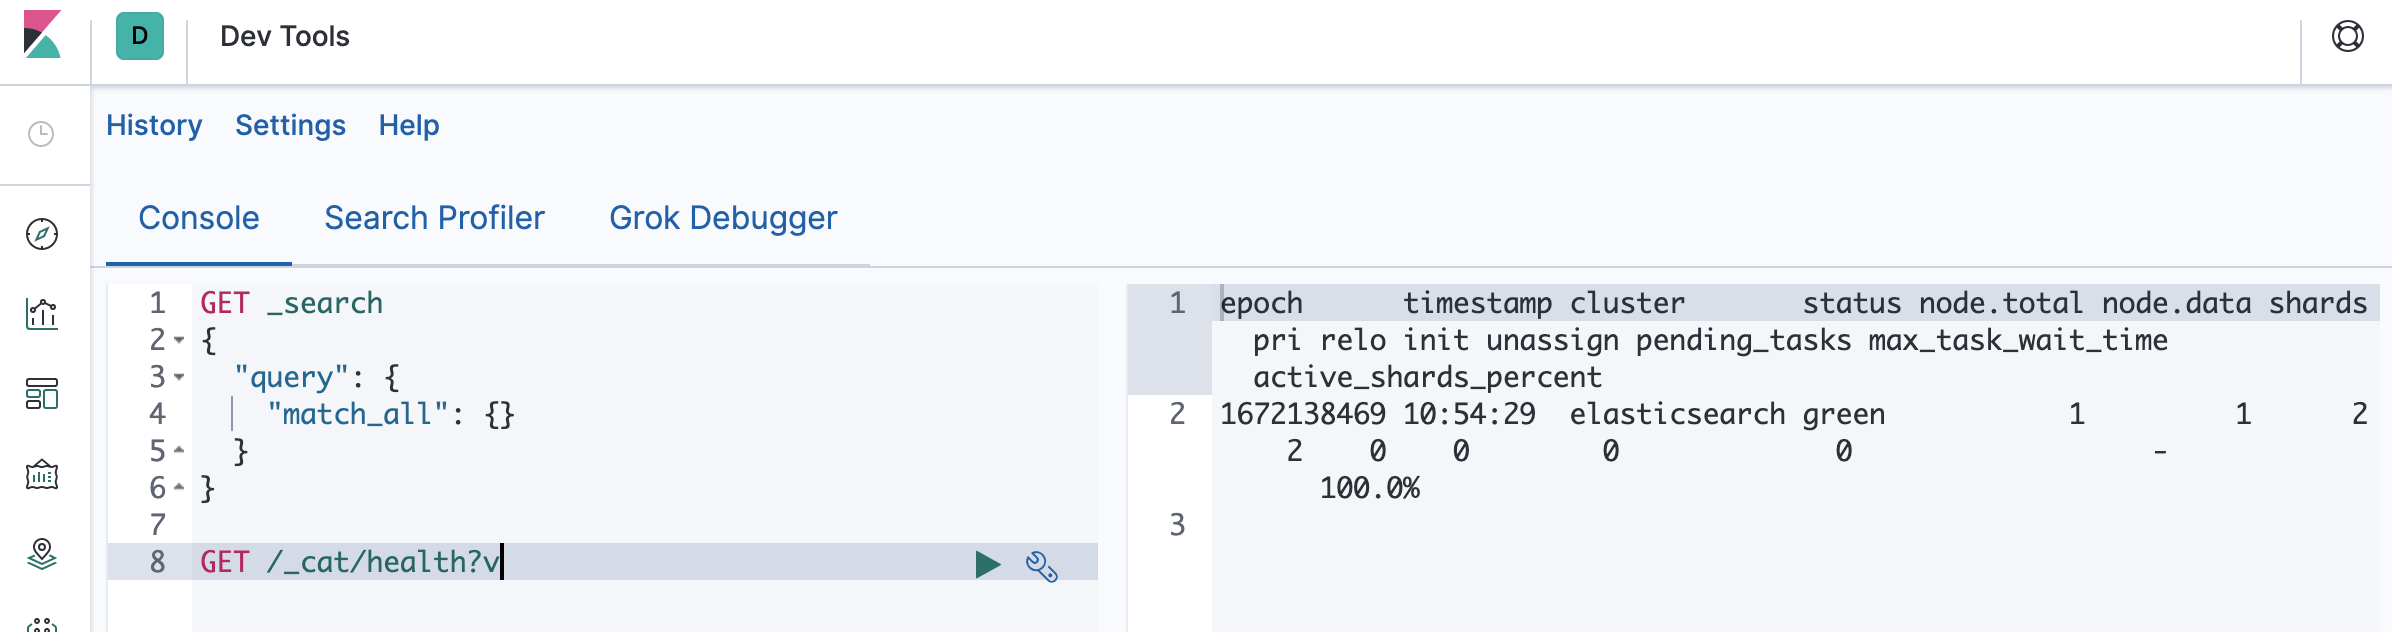 D Dev Tools
History Settings Help
Console Search Profiler Grok Debugger
1 GET _search
2 {
3 "query": {
4 "match_all": {}
5 }
6 }
7
8 GET /_cat/health?v
1 epoch timestamp cluster status node.total node.data shards
pri relo init unassign pending_tasks max_task_wait_time
active_shards_percent
2 1672138469 10:54:29 elasticsearch green 1 1 2
2 0 0 0 0 -
100.0%
3